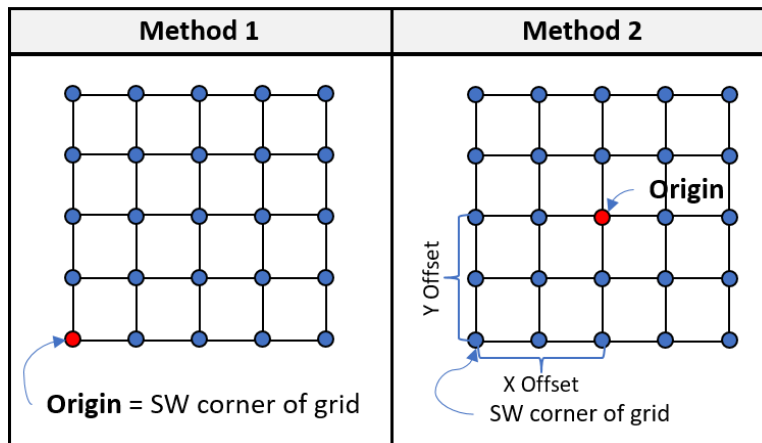 Method 1
Method 2
Origin = SW corner of grid
Origin
Y Offset
X Offset
SW corner of grid